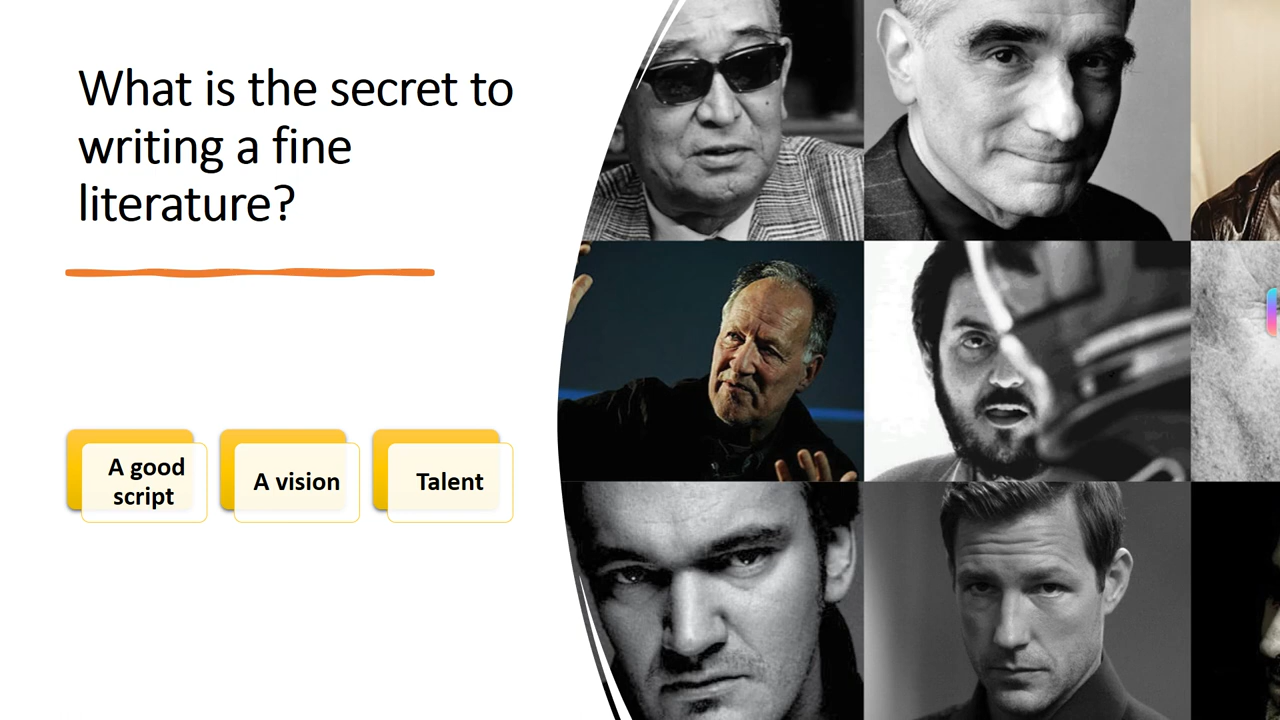 What is the secret to
writing a fine
literature?
A good
script
A vision
Talent